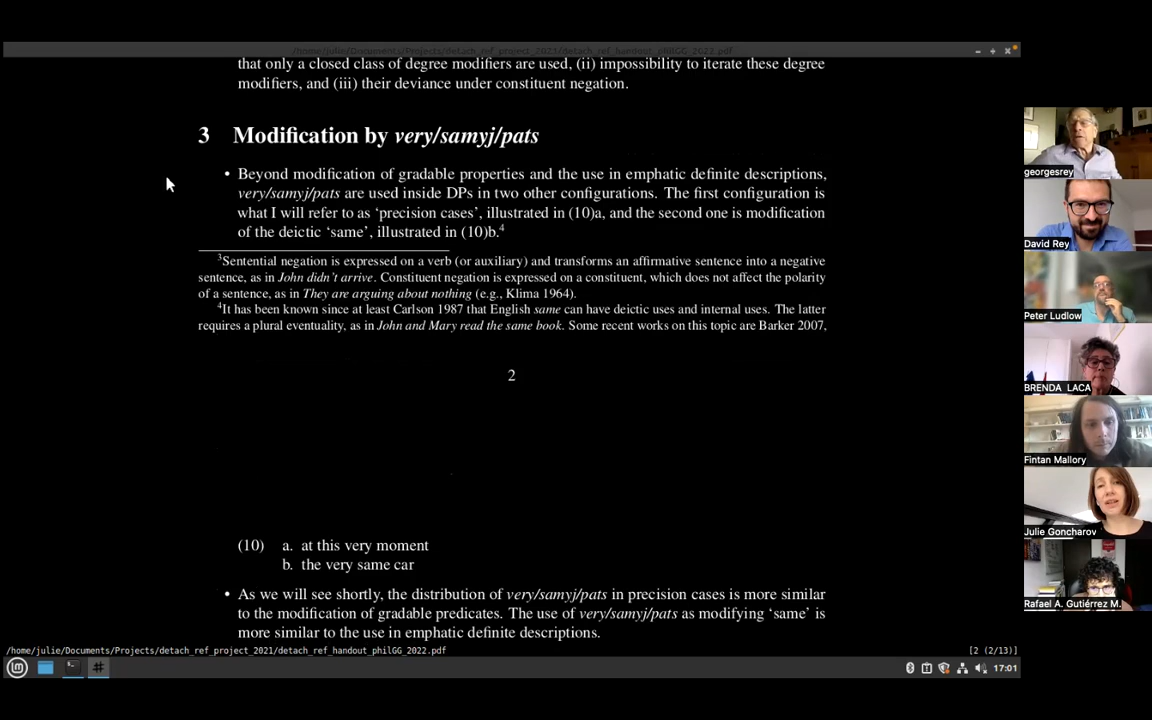 /home/julie/Documents/Projects/detach_ref_project_2023/detach_ref_handout_philGG_2022.pdf
that only a closed class of degree modifiers are used, (ii) impossibility to iterate these degree
modifiers, and (iii) their deviance under constituent negation.
3 Modification by very/samyj/pats
• Beyond modification of gradable properties and the use in emphatic definite descriptions,
very/samyj/pats are used inside DPs in two other configurations. The first configuration is
what I will refer to as ‘precision cases’, illustrated in (10)a, and the second one is modification
of the deictic ‘same’, illustrated in (10)b.4
3Sentential negation is expressed on a verb (or auxiliary) and transforms an affirmative sentence into a negative
sentence, as in John didn’t arrive. Constituent negation is expressed on a constituent, which does not affect the polarity
of a sentence, as in They are arguing about nothing (e.g., Klima 1964).
4It has been known since at least Carlson 1987 that English same can have deictic uses and internal uses. The latter
requires a plural eventuality, as in John and Mary read the same book. Some recent works on this topic are Barker 2007,
2
(10) a. at this very moment
b. the very same car
• As we will see shortly, the distribution of very/samyj/pats in precision cases is more similar
to the modification of gradable predicates. The use of very/samyj/pats as modifying ‘same’ is
more similar to the use in emphatic definite descriptions.
/home/julie/Documents/Projects/detach_ref_project_2021/detach_ref_handout_philGG_2022.pdf
[2 (2/13)]
17:01
georgesrey
David Rey
Peter Ludlow
BRENDA LACA
Fintan Mallory
Julie Goncharov
Rafael A. Gutiérrez M.